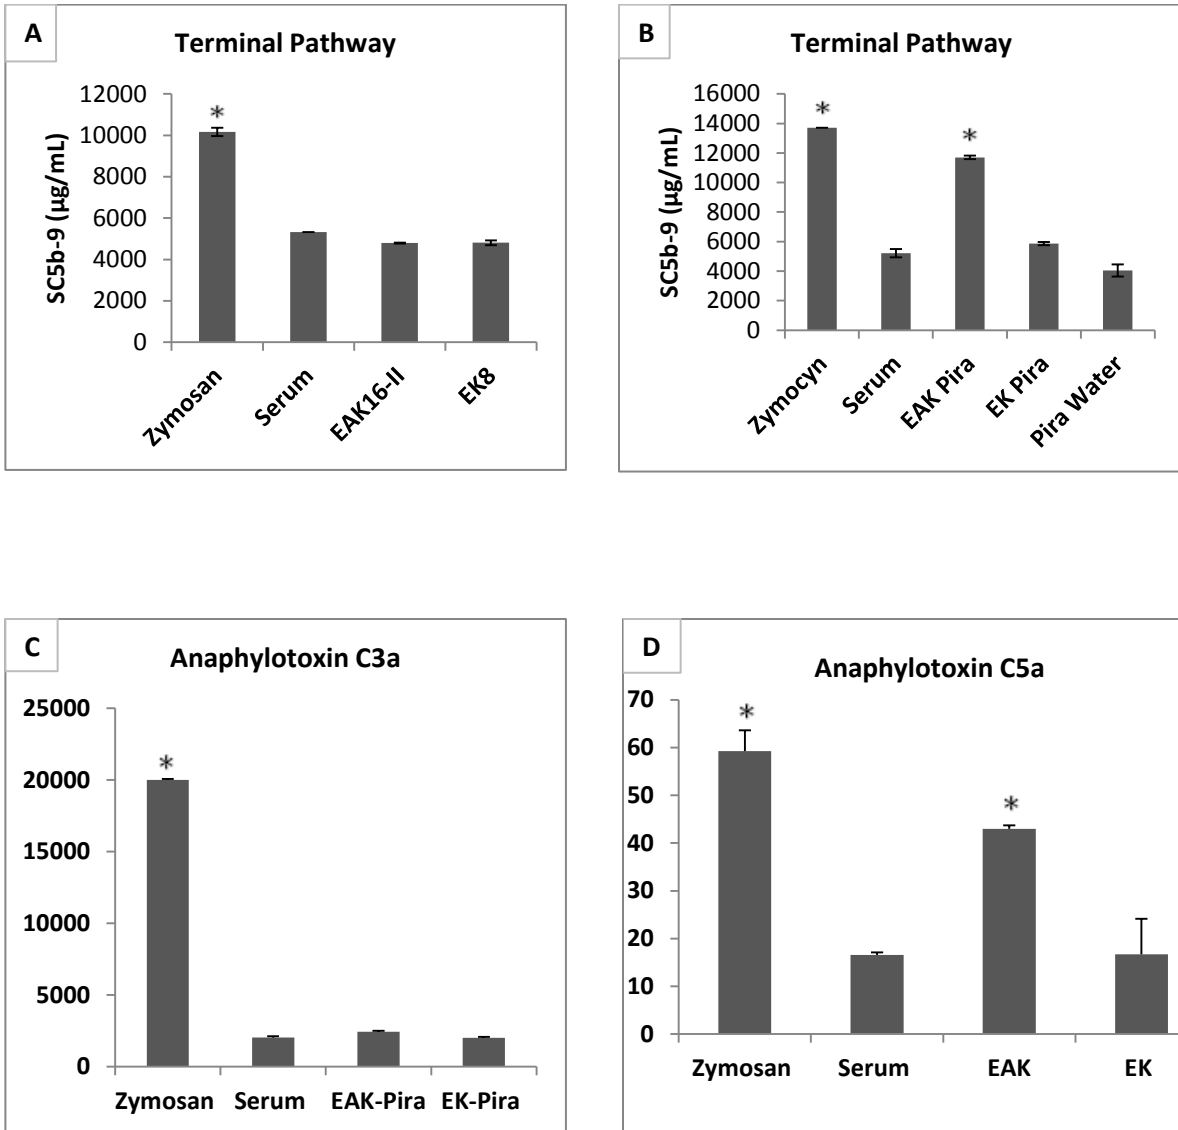 A
Terminal Pathway
SC5b-9 (µg/mL)
12000
10000
8000
6000
4000
2000
0
*
Zymosan
Serum
EAK16-II
EK8
B
Terminal Pathway
SC5b-9 (µg/mL)
16000
14000
12000
10000
8000
6000
4000
2000
0
*
*
Zymocyn
Serum
EAK Pira
EK Pira
Pira Water
C
Anaphylotoxin C3a
25000
20000
15000
10000
5000
0
*
Zymosan Serum EAK-Pira EK-Pira
D
Anaphylotoxin C5a
70
60
50
40
30
20
10
0
*
*
Zymosan Serum EAK EK